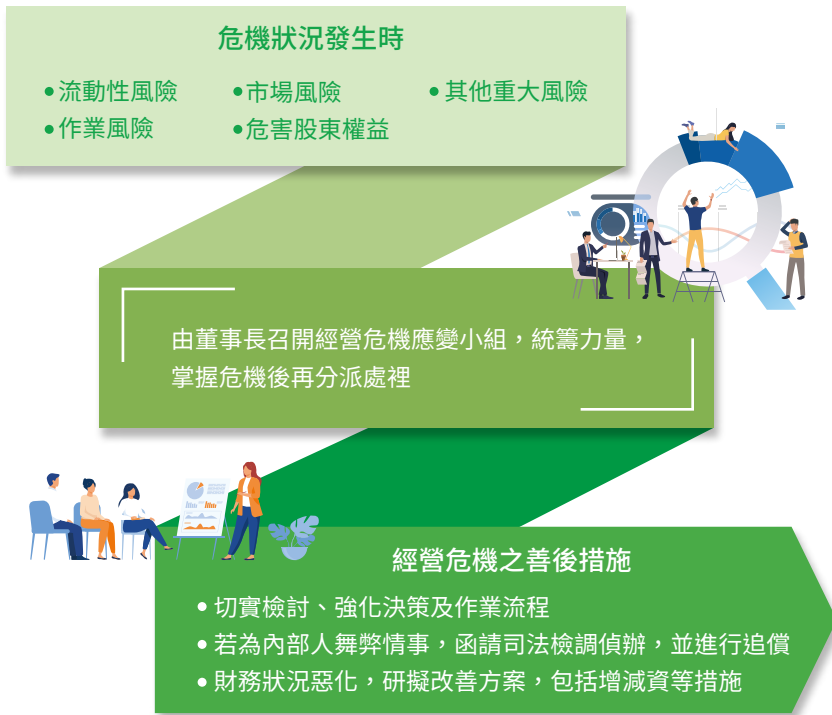 危機狀況發生時
•流動性風險 •市場風險 •其他重大風險
•作業風險 •危害股東權益
由董事長召開經營危機應變小組，統籌力量，
掌握危機後再分派處裡
經營危機之善後措施
•切實檢討、強化決策及作業流程
•若為內部人舞弊情事，函請司法檢調偵辦，並進行追償
•財務狀況惡化，研擬改善方案，包括增減資等措施